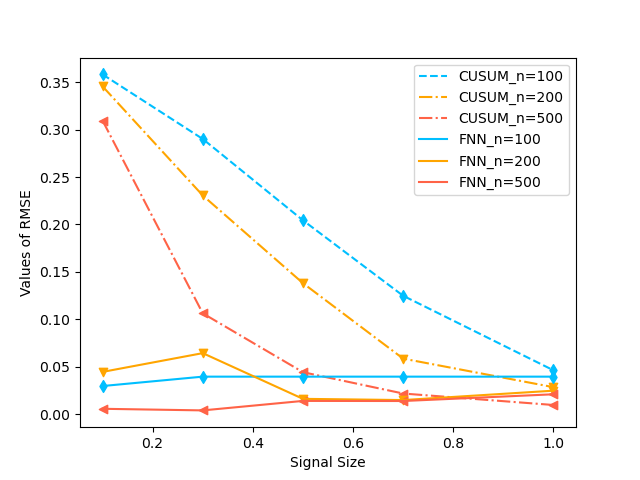 CUSUM_n=100
CUSUM_n=200
CUSUM_n=500
FNN_n=100
FNN_n=200
FNN_n=500
Values of RMSE
0.35
0.30
0.25
0.20
0.15
0.10
0.05
0.00
0.2 0.4 0.6 0.8 1.0
Signal Size